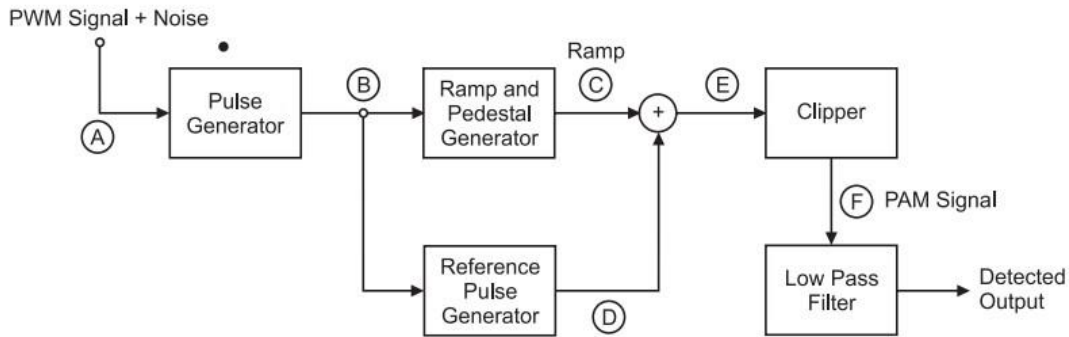 PWM Signal + Noise
A
Pulse
Generator
B
Ramp and
Pedestal
Generator
Ramp
C
+
E
Clipper
F
PAM Signal
Reference
Pulse
Generator
D
Low Pass
Filter
Detected
Output